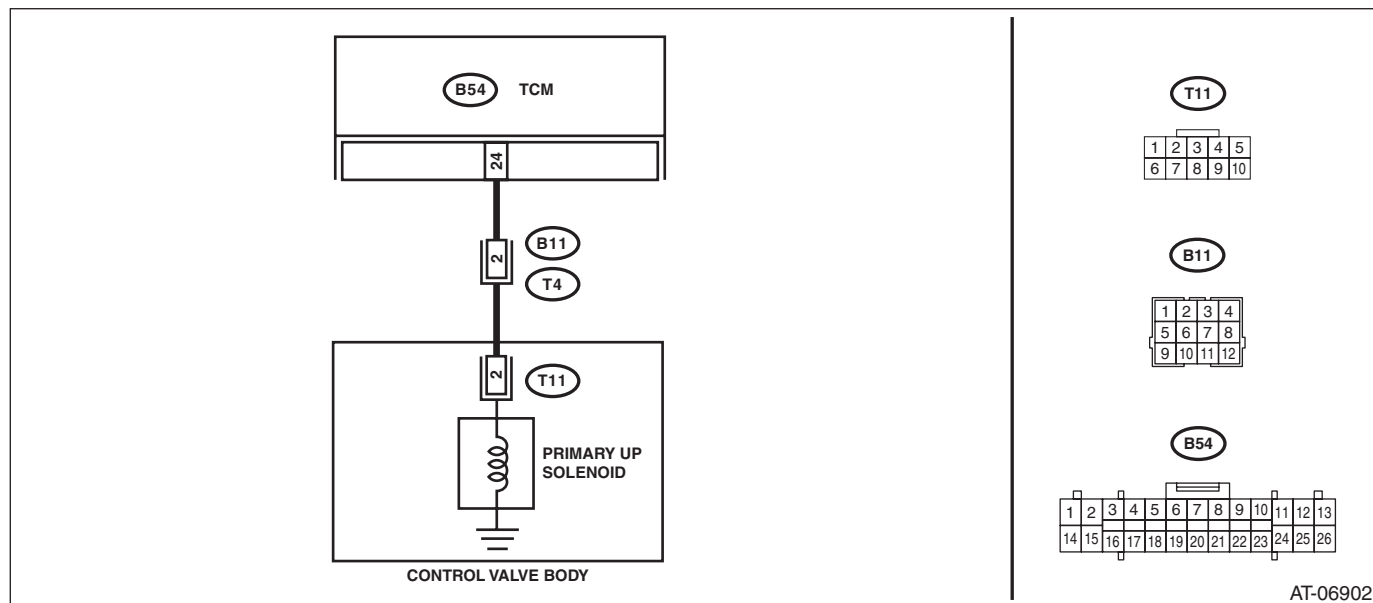 B54 TCM
24
2
B11
T4
2
T11
PRIMARY UP
SOLENOID
CONTROL VALVE BODY
T11
1 2 3 4 5
6 7 8 9 10
B11
1 2 3 4
5 6 7 8
9 10 11 12
B54
1 2 3 4 5 6 7 8 9 10 11 12 13
14 15 16 17 18 19 20 21 22 23 24 25 26
AT-06902